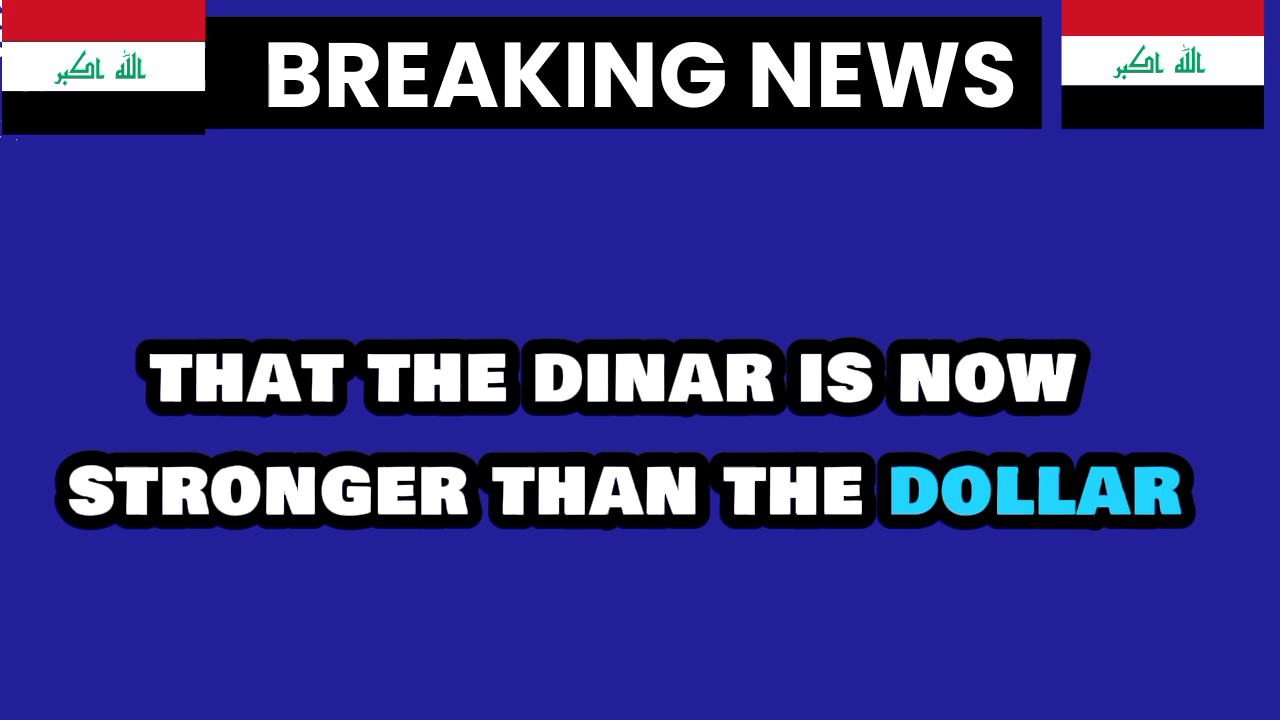 الله اكبر
BREAKING NEWS
الله اكبر
THAT THE DINAR IS NOW
STRONGER THAN THE DOLLAR